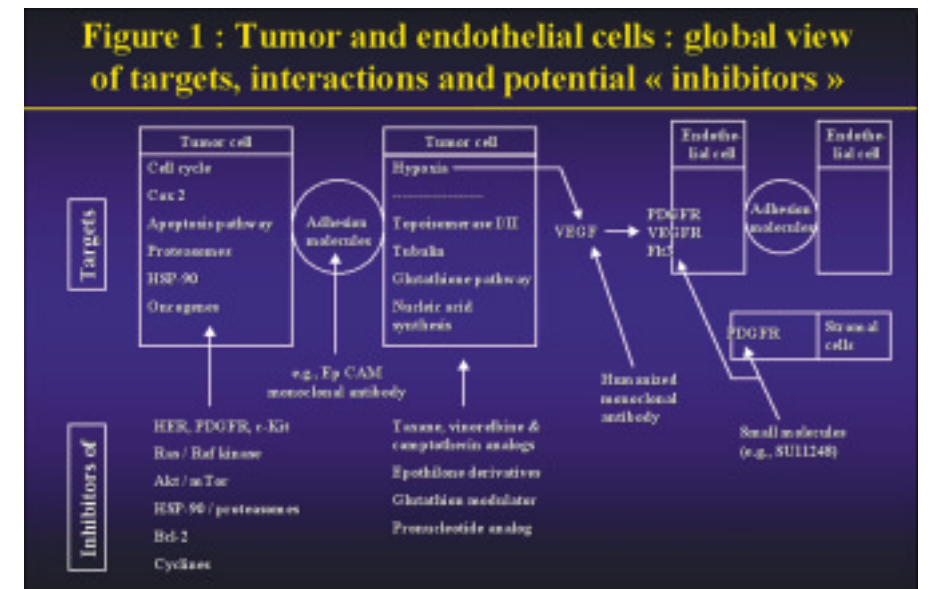 Figure 1 : Tumor and endothelial cells : global view
of targets, interactions and potential « inhibitors »
Targets
Tumor cell
Cell cycle
Cox 2
Apoptosis pathway
Proteasomes
HSP-90
Oncogenes
Adhesion
molecules
Tumor cell
Hypoxia
--------------------
Topoisomerase I/II
Tubulin
Glutathione pathway
Nucleic acid
synthesis
VEGF
Endothe-
lial cell
PDGFR
VEGFR
Flt3
Adhesion
molecules
Endothe-
lial cell
PDGFR
Stromal
cells
e.g., Ep CAM
monoclonal antibody
Humanized
monoclonal
antibody
Small molecules
(e.g., SU11248)
Inhibitors of
HER, PDGFR, c-Kit
Ras / Raf kinase
Akt / mTor
HSP-90 / proteasomes
Bcl-2
Cyclines
Taxane, vinorelbine &
camptothecin analogs
Epothilone derivatives
Glutathion modulator
Pronucleotide analog